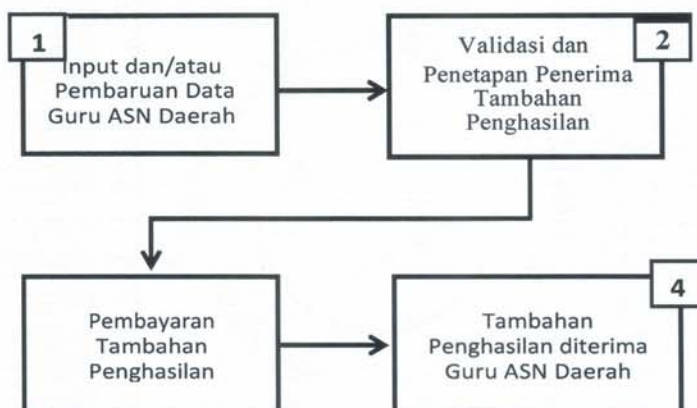 1
Input dan/atau
Pembaruan Data
Guru ASN Daerah
2
Validasi dan
Penetapan Penerima
Tambahan
Penghasilan
Pembayaran
Tambahan
Penghasilan
4
Tambahan
Penghasilan diterima
Guru ASN Daerah